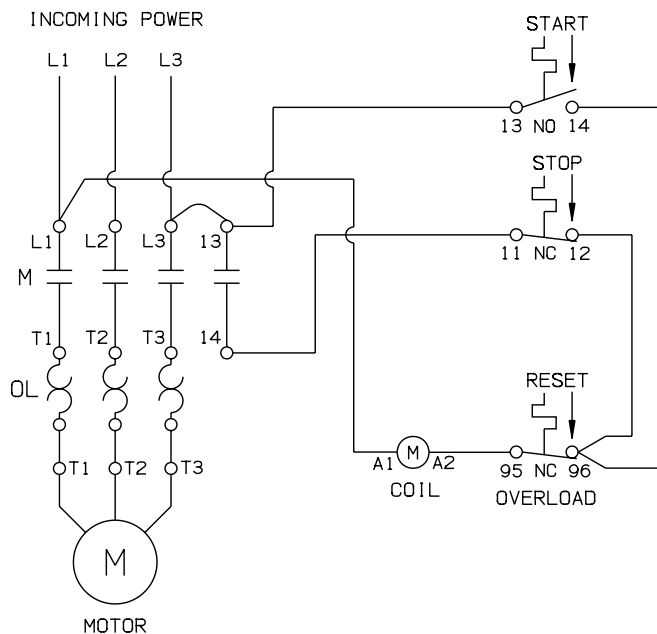 INCOMING POWER
START
L1 L2 L3
13 NO 14
STOP
L1 L2 L3 13
11 NC 12
M
T1 T2 T3 14
RESET
OL
M
A1 A2
95 NC 96
T1 T2 T3
COIL
OVERLOAD
M
MOTOR